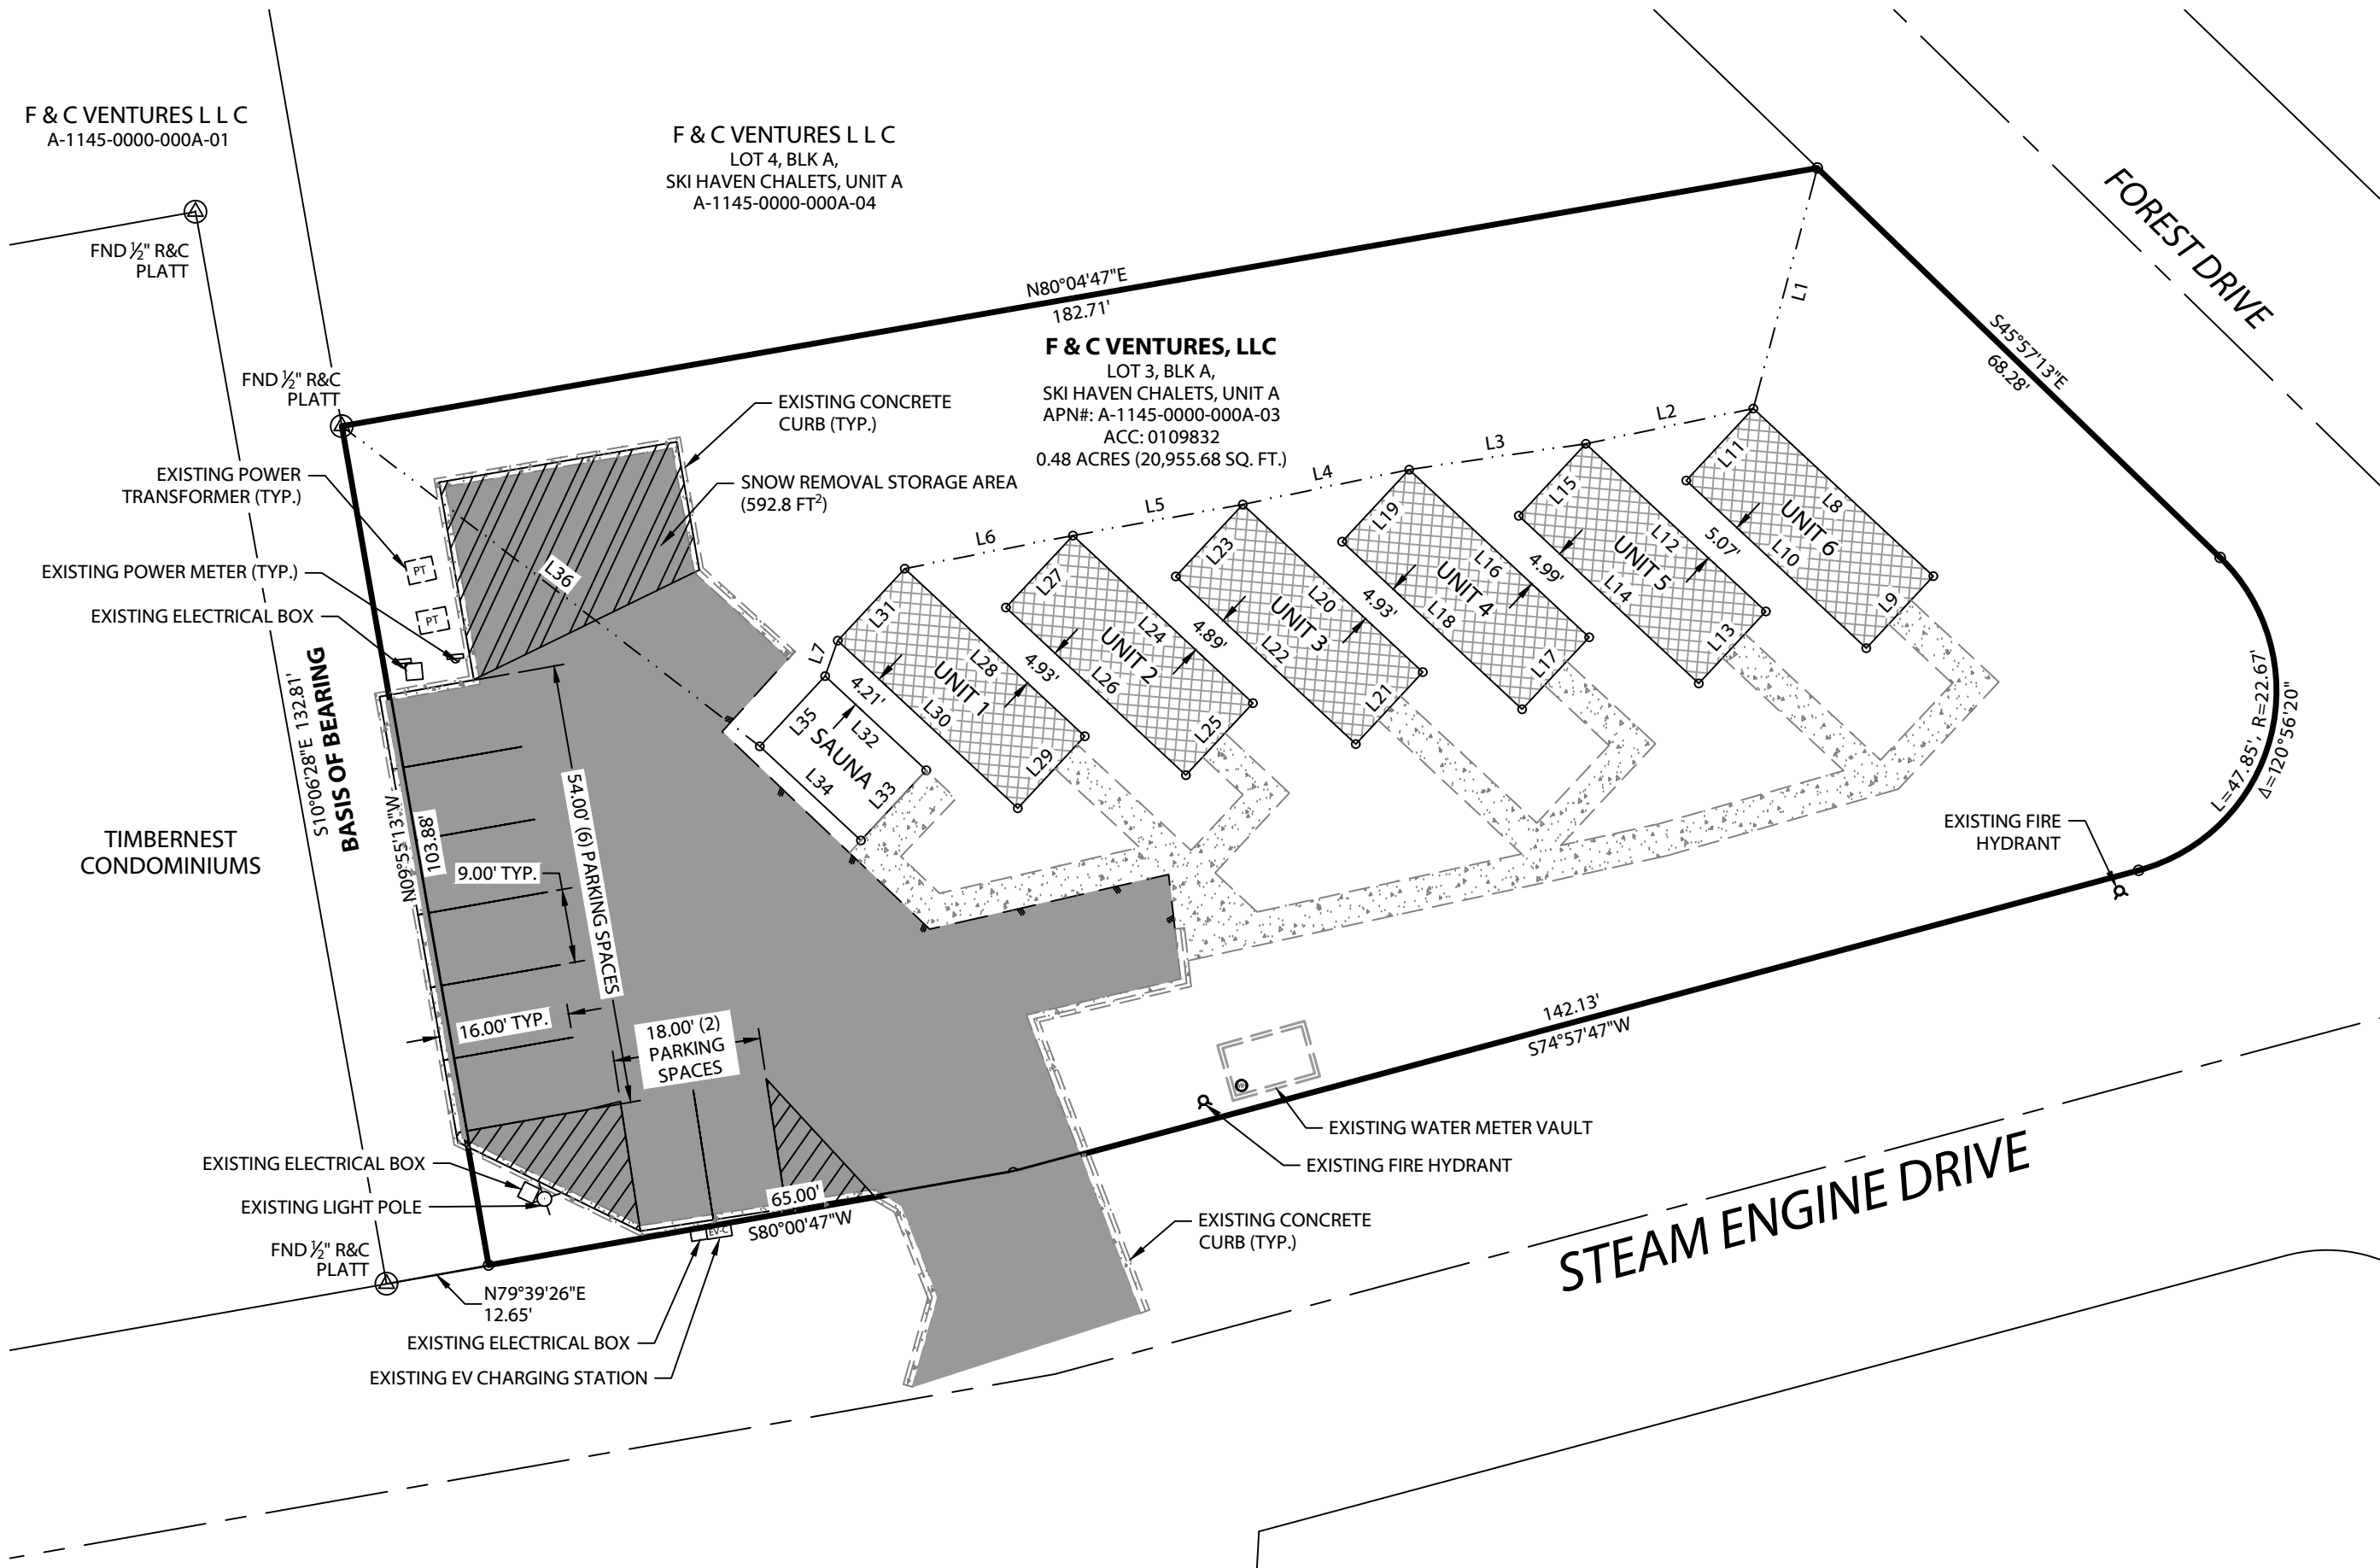 F & C VENTURES L L C
A-1145-0000-000A-01
F & C VENTURES L L C
LOT 4, BLK A,
SKI HAVEN CHALETS, UNIT A
A-1145-0000-000A-04
FOREST DRIVE
FND ½" R&C
PLATT
N80°04'47"E
182.71'
S45°57'13"E
68.28'
L1
F & C VENTURES, LLC
LOT 3, BLK A,
SKI HAVEN CHALETS, UNIT A
APN#: A-1145-0000-000A-03
ACC: 0109832
0.48 ACRES (20,955.68 SQ. FT.)
FND ½" R&C
PLATT
EXISTING CONCRETE
CURB (TYP.)
EXISTING POWER
TRANSFORMER (TYP.)
SNOW REMOVAL STORAGE AREA
(592.8 FT²)
EXISTING POWER METER (TYP.)
EXISTING ELECTRICAL BOX
PT
PT
L36
L2
L3
L4
L5
L6
L7
L11
L8
UNIT 6
L10
L9
5.07'
L15
L12
UNIT 5
L14
L13
4.99'
L19
L16
UNIT 4
L18
L17
4.93'
L23
L20
UNIT 3
L22
L21
4.89'
L27
L24
UNIT 2
L26
L25
4.93'
L31
L28
UNIT 1
L30
L29
4.21'
L35
L32
SAUNA
L34
L33
S10°06'28"E 132.81'
BASIS OF BEARING
N09°55'13"W
103.88'
TIMBERNEST
CONDOMINIUMS
9.00' TYP.
54.00' (6) PARKING SPACES
16.00' TYP.
18.00' (2)
PARKING
SPACES
L=47.85', R=22.67'
Δ=120°56'20"
EXISTING FIRE
HYDRANT
142.13'
S74°57'47"W
EXISTING WATER METER VAULT
EXISTING FIRE HYDRANT
EXISTING ELECTRICAL BOX
EXISTING LIGHT POLE
65.00'
S80°00'47"W
EV-C
EXISTING CONCRETE
CURB (TYP.)
STEAM ENGINE DRIVE
FND ½" R&C
PLATT
N79°39'26"E
12.65'
EXISTING ELECTRICAL BOX
EXISTING EV CHARGING STATION